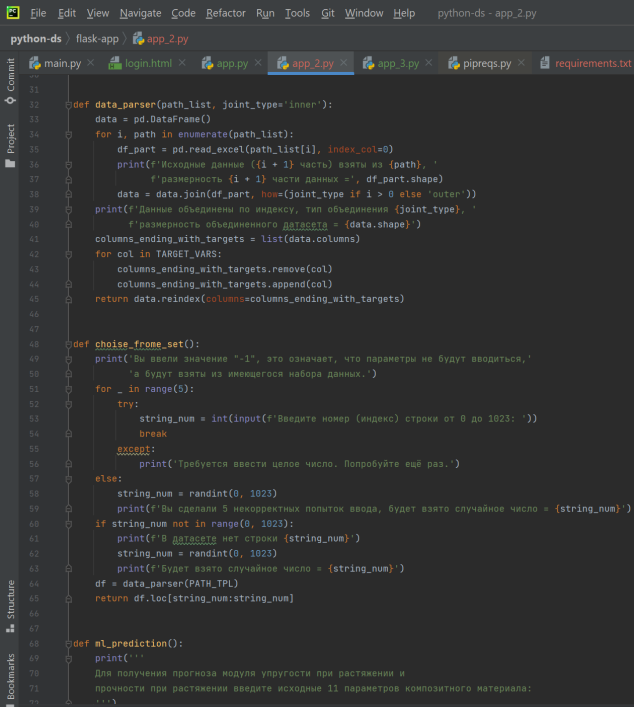 File Edit View Navigate Code Refactor Run Tools Git Window Help python-ds - app_2.py
python-ds flask-app app_2.py
main.py login.html app.py app_2.py app_3.py pipreqs.py requirements.txt
Commit
Project
Structure
Bookmarks
31
32 def data_parser(path_list, joint_type='inner'):
33 data = pd.DataFrame()
34 for i, path in enumerate(path_list):
35 df_part = pd.read_excel(path_list[i], index_col=0)
36 print(f'Исходные данные ({i + 1} часть) взяты из {path}, '
37 f'размерность {i + 1} части данных =', df_part.shape)
38 data = data.join(df_part, how=(joint_type if i > 0 else 'outer'))
39 print(f'Данные объединены по индексу, тип объединения {joint_type}, '
40 f'размерность объединенного датасета = {data.shape}')
41 columns_ending_with_targets = list(data.columns)
42 for col in TARGET_VARS:
43 columns_ending_with_targets.remove(col)
44 columns_ending_with_targets.append(col)
45 return data.reindex(columns=columns_ending_with_targets)
46
47
48 def choise_frome_set():
49 print('Вы ввели значение "-1", это означает, что параметры не будут вводиться,'
50 'а будут взяты из имеющегося набора данных.')
51 for _ in range(5):
52 try:
53 string_num = int(input(f'Введите номер (индекс) строки от 0 до 1023: '))
54 break
55 except:
56 print('Требуется ввести целое число. Попробуйте ещё раз.')
57 else:
58 string_num = randint(0, 1023)
59 print(f'Вы сделали 5 некорректных попыток ввода, будет взято случайное число = {string_num}')
60 if string_num not in range(0, 1023):
61 print(f'В датасете нет строки {string_num}')
62 string_num = randint(0, 1023)
63 print(f'Будет взято случайное число = {string_num}')
64 df = data_parser(PATH_TPL)
65 return df.loc[string_num:string_num]
66
67
68 def ml_prediction():
69 print('''
70 Для получения прогноза модуля упругости при растяжении и
71 прочности при растяжении введите исходные 11 параметров композитного материала:
72 ''')